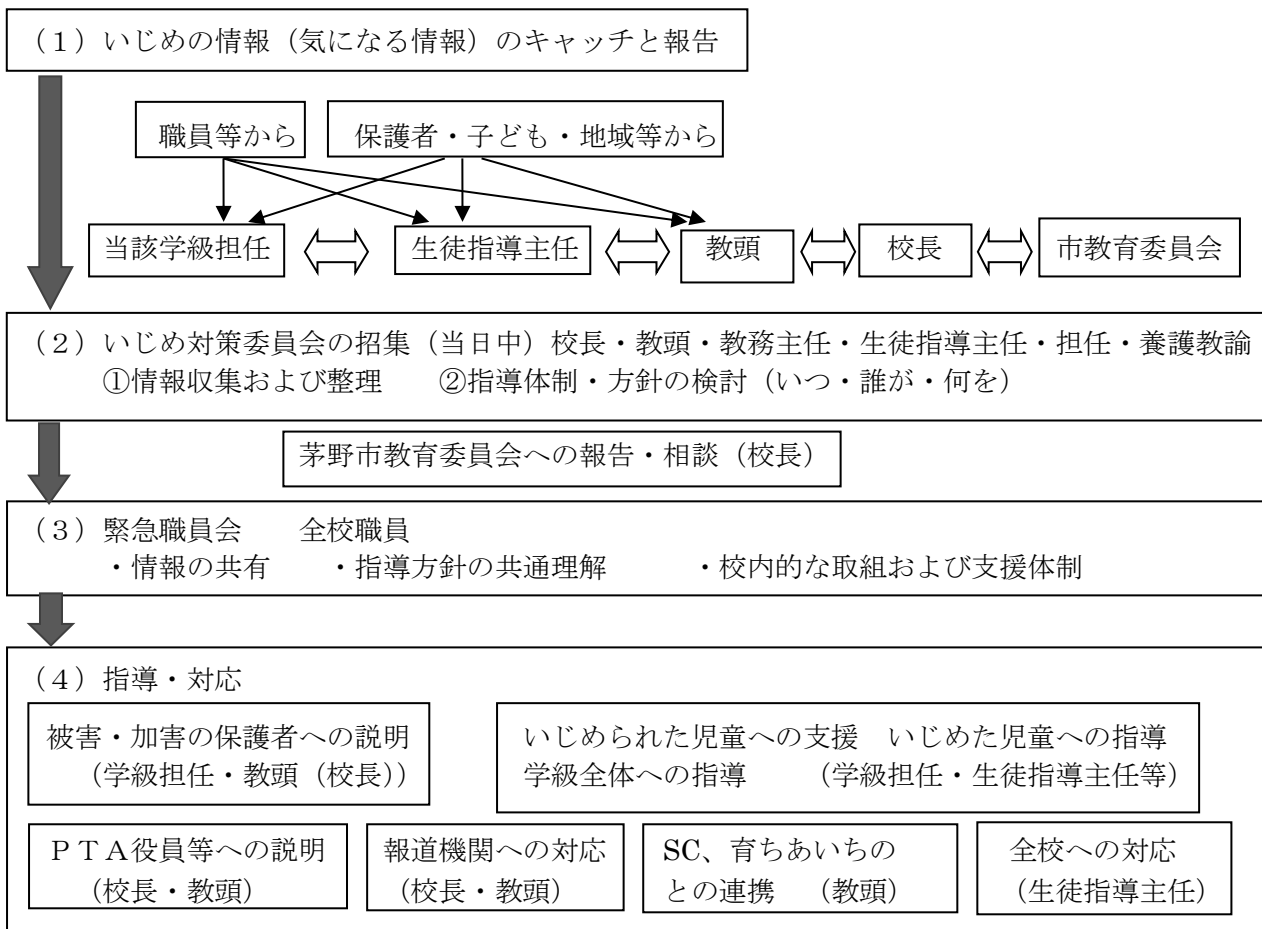 （１）いじめの情報（気になる情報）のキャッチと報告
職員等から
保護者・子ども・地域等から
当該学級担任
生徒指導主任
教頭
校長
市教育委員会
（２）いじめ対策委員会の招集（当日中）校長・教頭・教務主任・生徒指導主任・担任・養護教諭
①情報収集および整理　②指導体制・方針の検討（いつ・誰が・何を）
茅野市教育委員会への報告・相談（校長）
（３）緊急職員会　全校職員
・情報の共有　・指導方針の共通理解　・校内的な取組および支援体制
（４）指導・対応
被害・加害の保護者への説明
（学級担任・教頭（校長））
いじめられた児童への支援　いじめた児童への指導
学級全体への指導　（学級担任・生徒指導主任等）
ＰＴＡ役員等への説明
（校長・教頭）
報道機関への対応
（校長・教頭）
SC、育ちあいちの
との連携　（教頭）
全校への対応
（生徒指導主任）